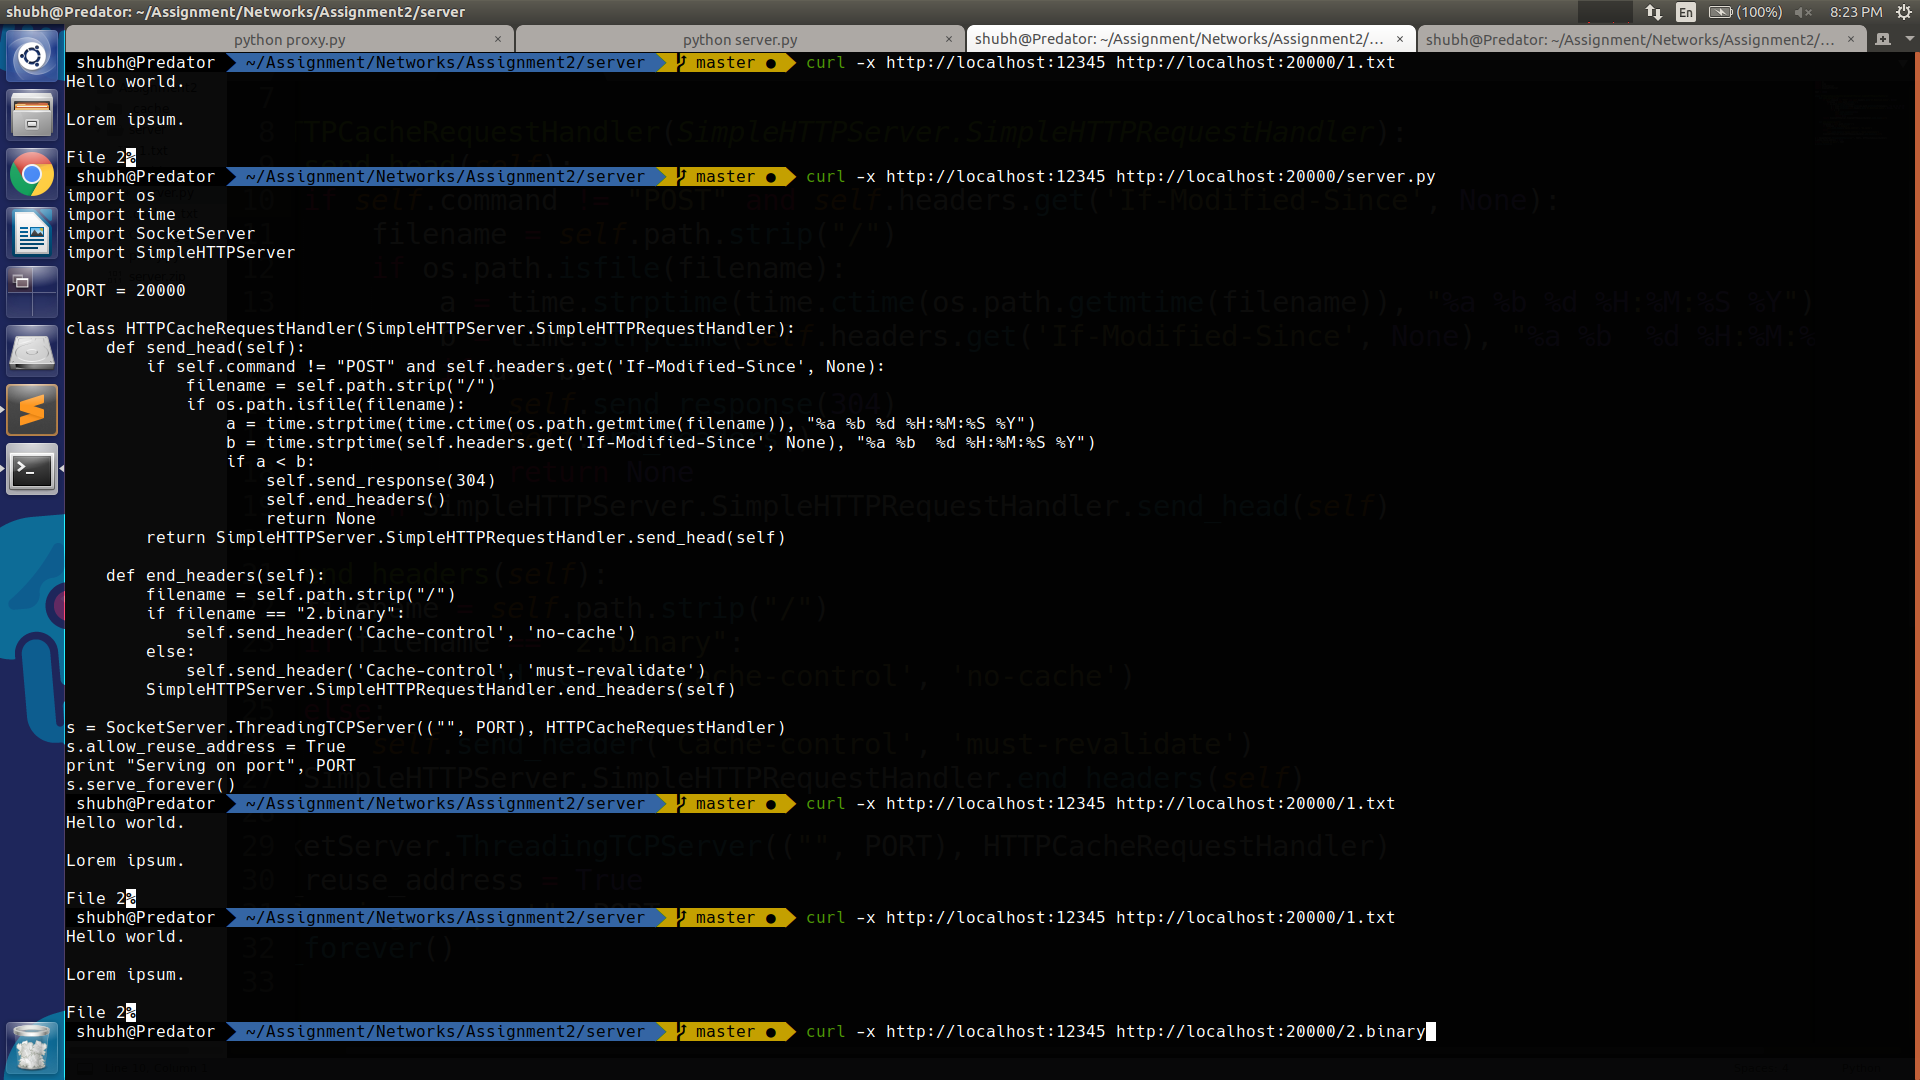 shubh@Predator: ~/Assignment/Networks/Assignment2/server
En (100%) 8:23 PM
python proxy.py × python server.py × shubh@Predator: ~/Assignment/Networks/Assignment2/... × shubh@Predator: ~/Assignment/Networks/Assignment2/... ×
shubh@Predator ~/Assignment/Networks/Assignment2/server master ● curl -x http://localhost:12345 http://localhost:20000/1.txt
Hello world.
Lorem ipsum.
File 2%
shubh@Predator ~/Assignment/Networks/Assignment2/server master ● curl -x http://localhost:12345 http://localhost:20000/server.py
import os
import time
import SocketServer
import SimpleHTTPServer
PORT = 20000
class HTTPCacheRequestHandler(SimpleHTTPServer.SimpleHTTPRequestHandler):
    def send_head(self):
        if self.command != "POST" and self.headers.get('If-Modified-Since', None):
            filename = self.path.strip("/")
            if os.path.isfile(filename):
                a = time.strptime(time.ctime(os.path.getmtime(filename)), "%a %b %d %H:%M:%S %Y")
                b = time.strptime(self.headers.get('If-Modified-Since', None), "%a %b  %d %H:%M:%S %Y")
                if a < b:
                    self.send_response(304)
                    self.end_headers()
                    return None
        return SimpleHTTPServer.SimpleHTTPRequestHandler.send_head(self)
    def end_headers(self):
        filename = self.path.strip("/")
        if filename == "2.binary":
            self.send_header('Cache-control', 'no-cache')
        else:
            self.send_header('Cache-control', 'must-revalidate')
        SimpleHTTPServer.SimpleHTTPRequestHandler.end_headers(self)
s = SocketServer.ThreadingTCPServer(("", PORT), HTTPCacheRequestHandler)
s.allow_reuse_address = True
print "Serving on port", PORT
s.serve_forever()
shubh@Predator ~/Assignment/Networks/Assignment2/server master ● curl -x http://localhost:12345 http://localhost:20000/1.txt
Hello world.
Lorem ipsum.
File 2%
shubh@Predator ~/Assignment/Networks/Assignment2/server master ● curl -x http://localhost:12345 http://localhost:20000/1.txt
Hello world.
Lorem ipsum.
File 2%
shubh@Predator ~/Assignment/Networks/Assignment2/server master ● curl -x http://localhost:12345 http://localhost:20000/2.binary